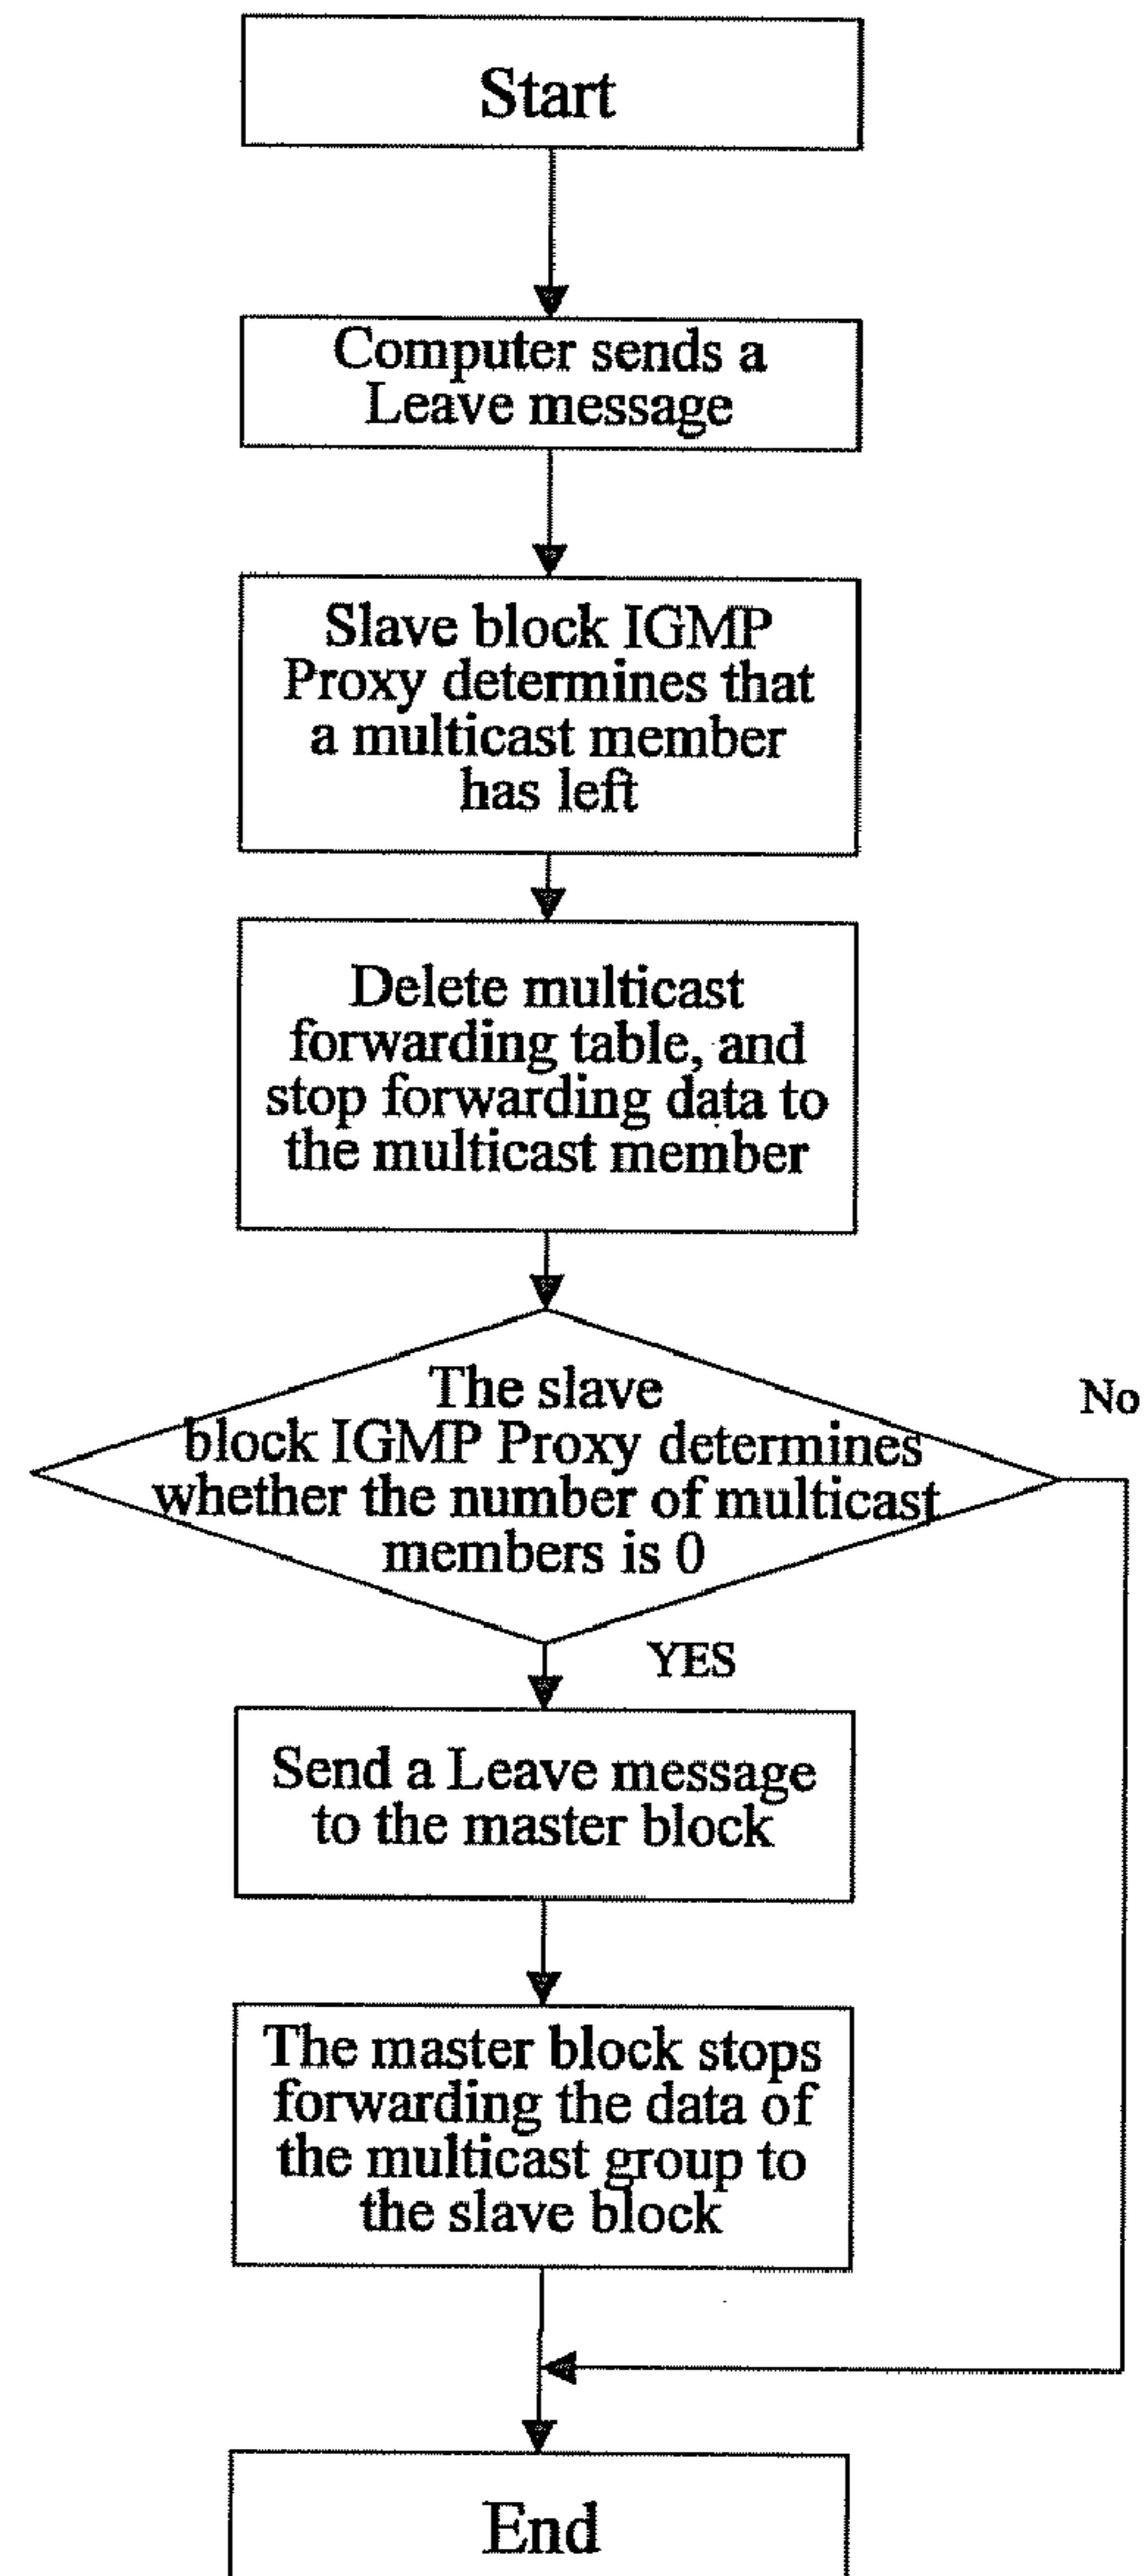 Start
Computer sends a
Leave message
Slave block IGMP
Proxy determines that
a multicast member
has left
Delete multicast
forwarding table, and
stop forwarding data to
the multicast member
The slave
block IGMP Proxy determines
whether the number of multicast
members is 0
No
YES
Send a Leave message
to the master block
The master block stops
forwarding the data of
the multicast group to
the slave block
End